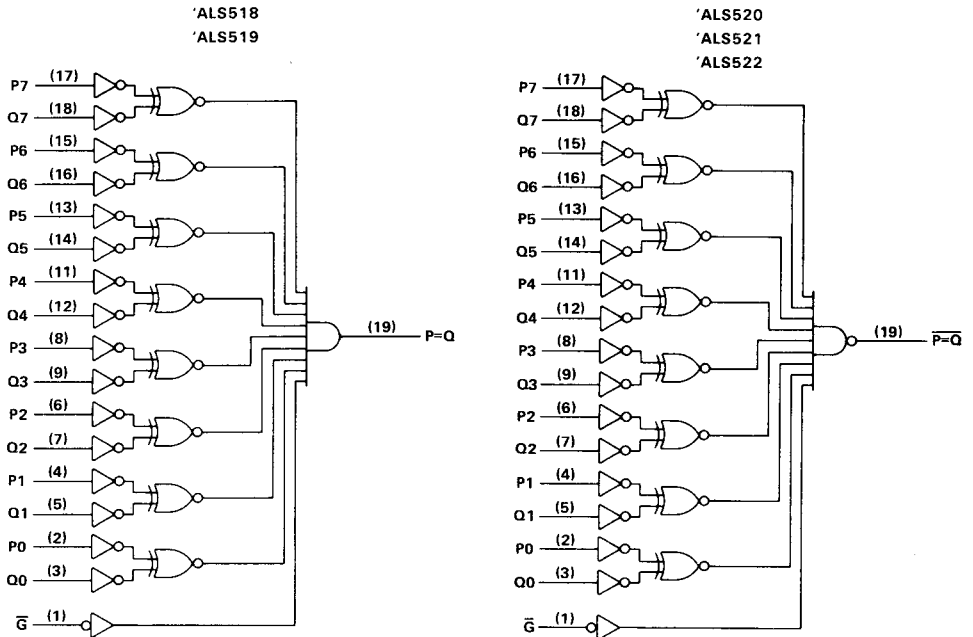 'ALS518
'ALS519
P7 (17)
Q7 (18)
P6 (15)
Q6 (16)
P5 (13)
Q5 (14)
P4 (11)
Q4 (12)
P3 (8)
Q3 (9)
P2 (6)
Q2 (7)
P1 (4)
Q1 (5)
P0 (2)
Q0 (3)
G̅ (1)
(19) P=Q
'ALS520
'ALS521
'ALS522
P7 (17)
Q7 (18)
P6 (15)
Q6 (16)
P5 (13)
Q5 (14)
P4 (11)
Q4 (12)
P3 (8)
Q3 (9)
P2 (6)
Q2 (7)
P1 (4)
Q1 (5)
P0 (2)
Q0 (3)
G̅ (1)
(19) P̅=̅Q̅